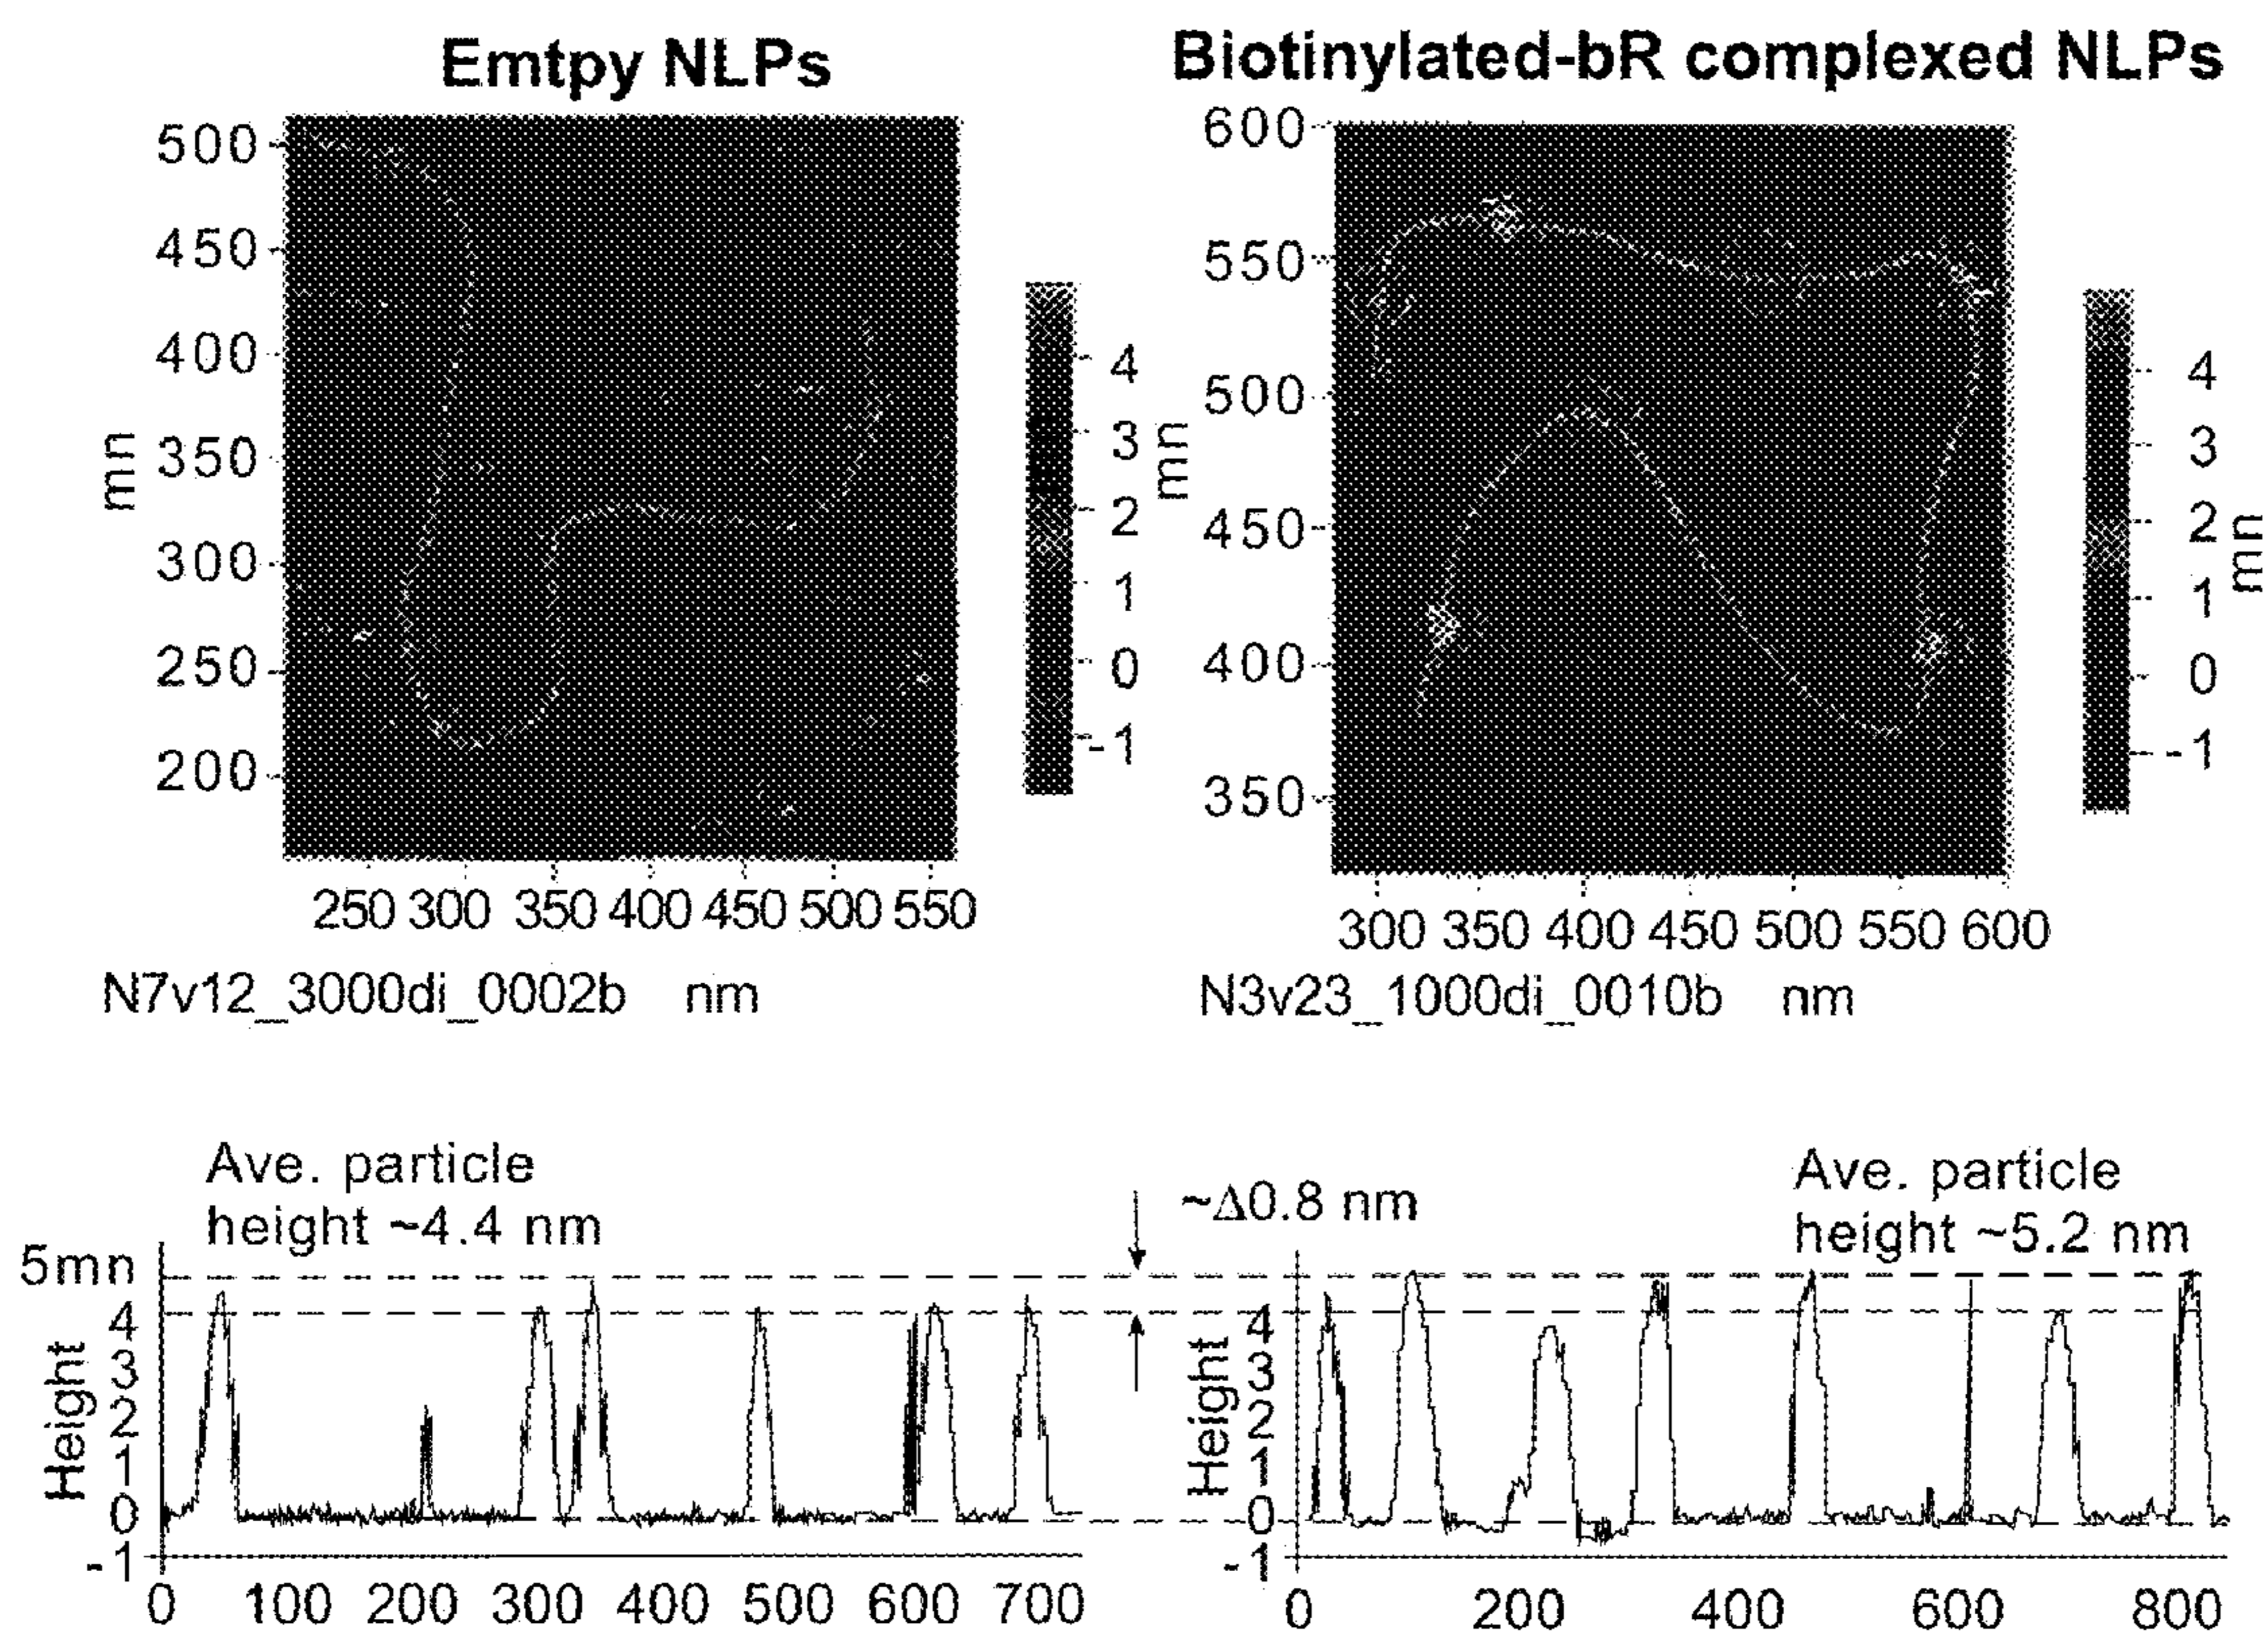 Emtpy NLPs
500
450
400
350
300
250
200
mn
250 300 350 400 450 500 550
N7v12_3000di_0002b nm
4
3
2
1
0
-1
mn
Biotinylated-bR complexed NLPs
600
550
500
450
400
350
300 350 400 450 500 550 600
N3v23_1000di_0010b nm
4
3
2
1
0
-1
mn
Ave. particle
height ~4.4 nm
5mn
4
3
2
1
0
-1
Height
0 100 200 300 400 500 600 700
~Δ0.8 nm
Ave. particle
height ~5.2 nm
4
3
2
1
0
-1
Height
0 200 400 600 800